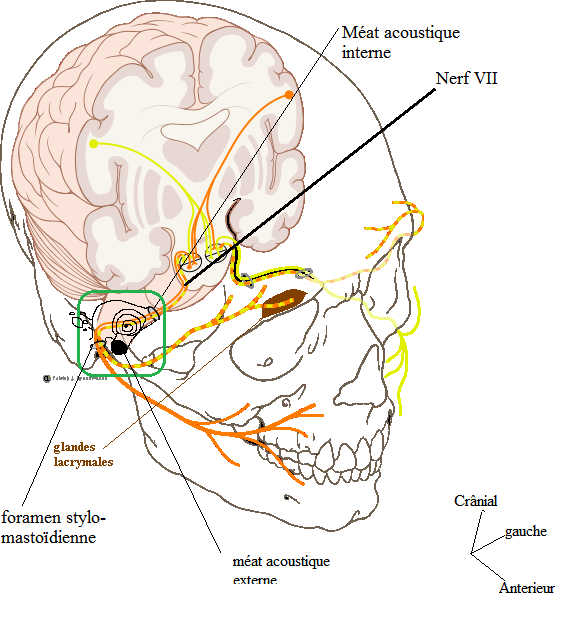 Méat acoustique
interne
Nerf VII
glandes
lacrymales
foramen stylo-
mastoïdienne
méat acoustique
externe
Crânial
gauche
Anterieur